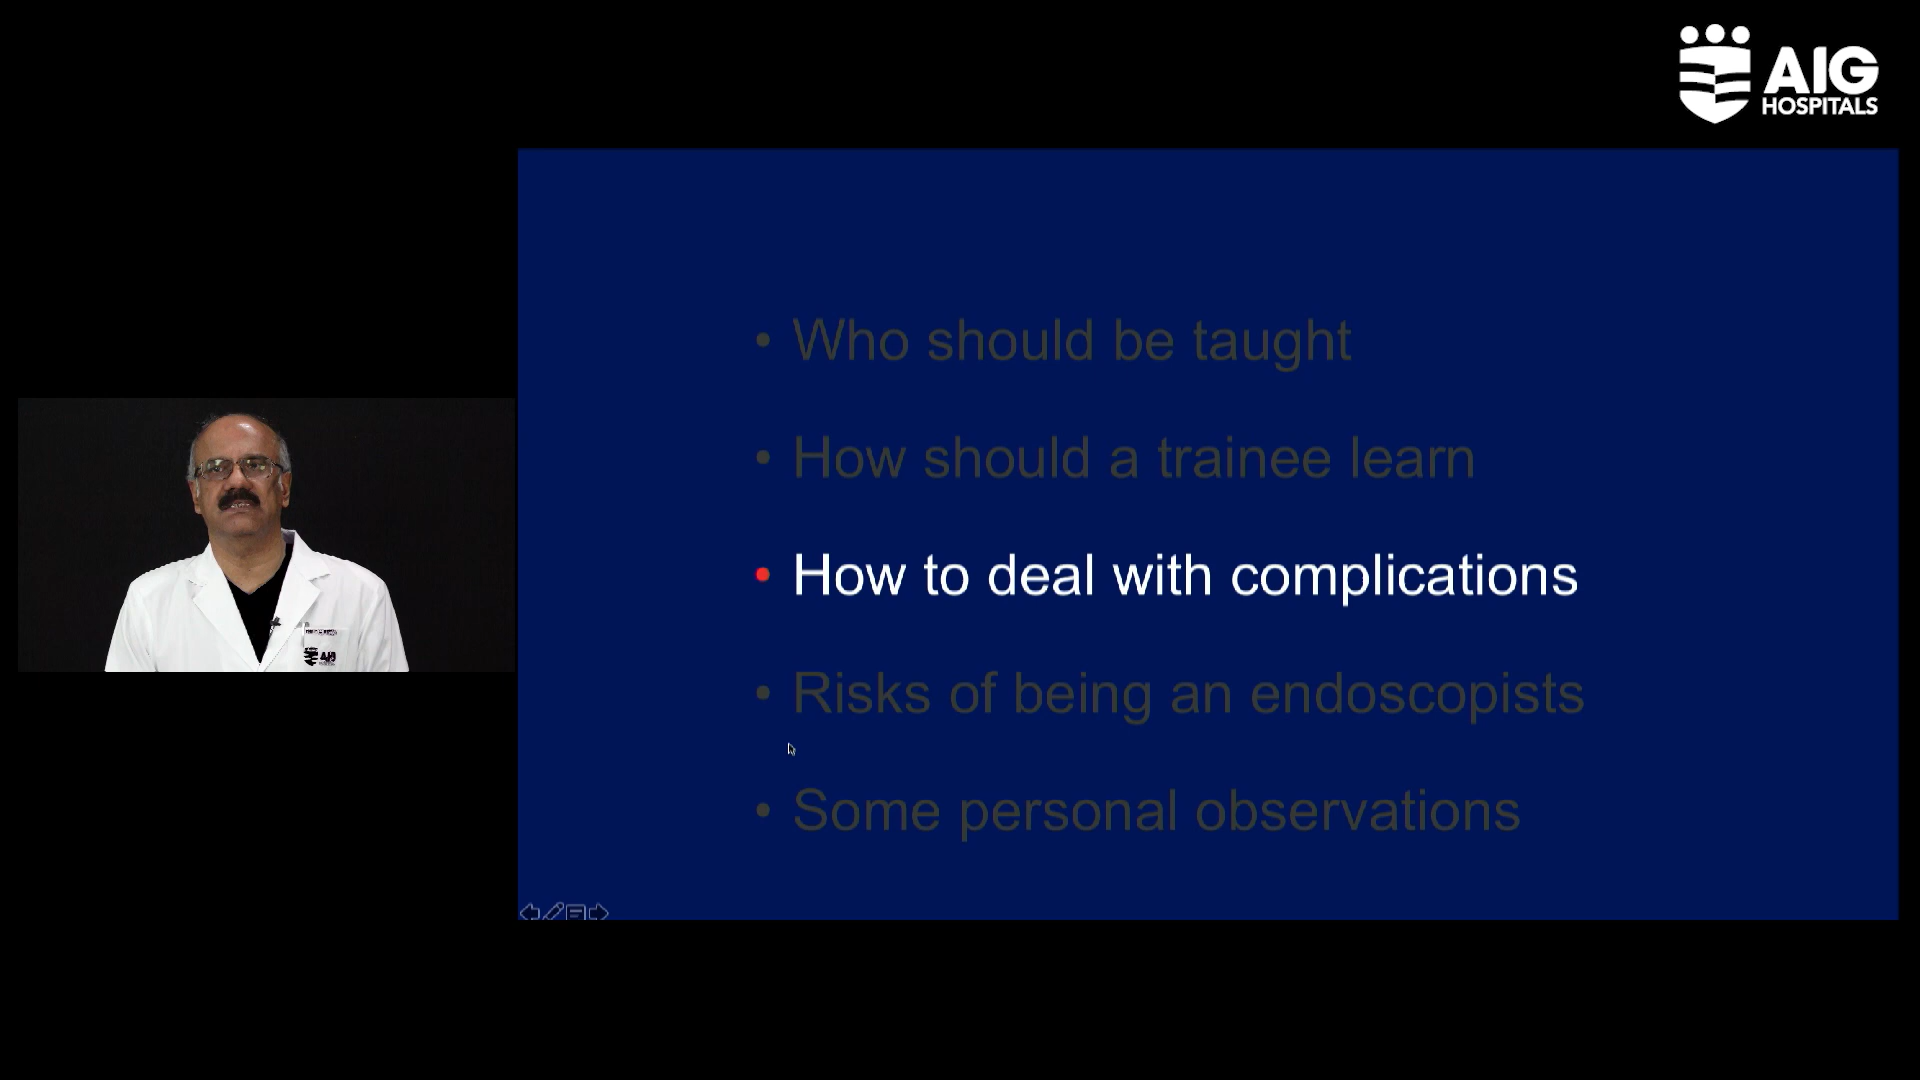 AIG
HOSPITALS
• Who should be taught
• How should a trainee learn
• How to deal with complications
• Risks of being an endoscopists
• Some personal observations
AIG